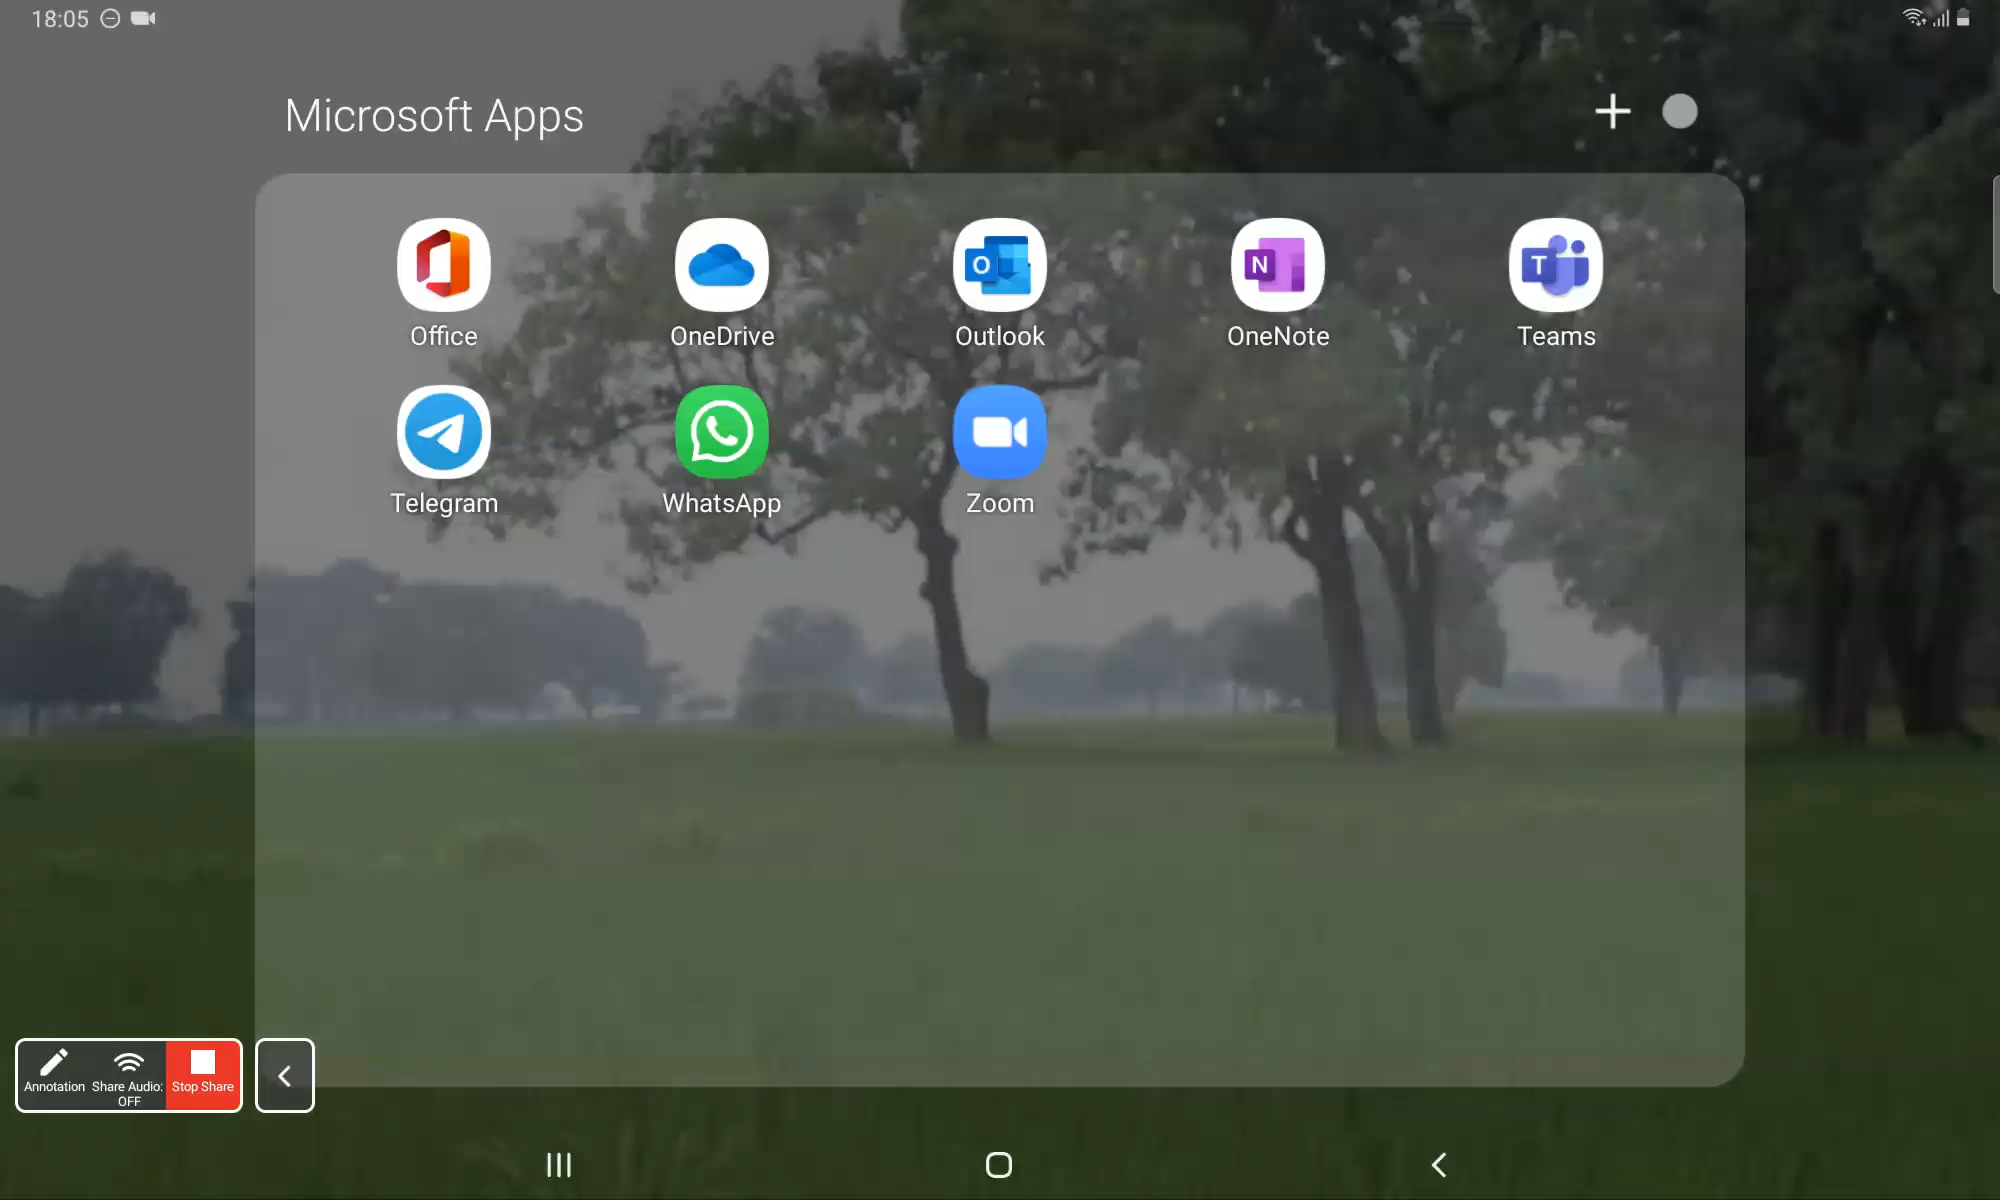 18:05
Microsoft Apps
Office
OneDrive
Outlook
OneNote
Teams
Telegram
WhatsApp
Zoom
Annotation
Share Audio:
OFF
Stop Share